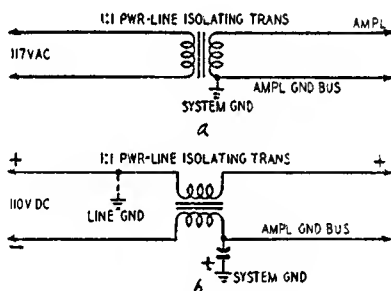 1:1 PWR-LINE ISOLATING TRANS
AMPL
117VAC
AMPL GND BUS
SYSTEM GND
a
1:1 PWR-LINE ISOLATING TRANS
+
+
110V DC
LINE GND
AMPL GND BUS
-
+
SYSTEM GND
b